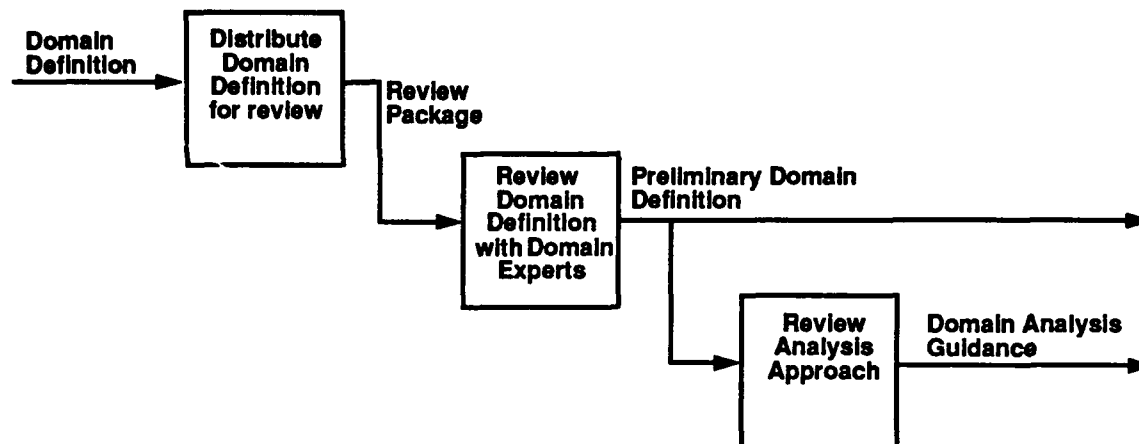 Domain
Definition
Distribute
Domain
Definition
for review
Review
Package
Review
Domain
Definition
with Domain
Experts
Preliminary Domain
Definition
Review
Analysis
Approach
Domain Analysis
Guidance